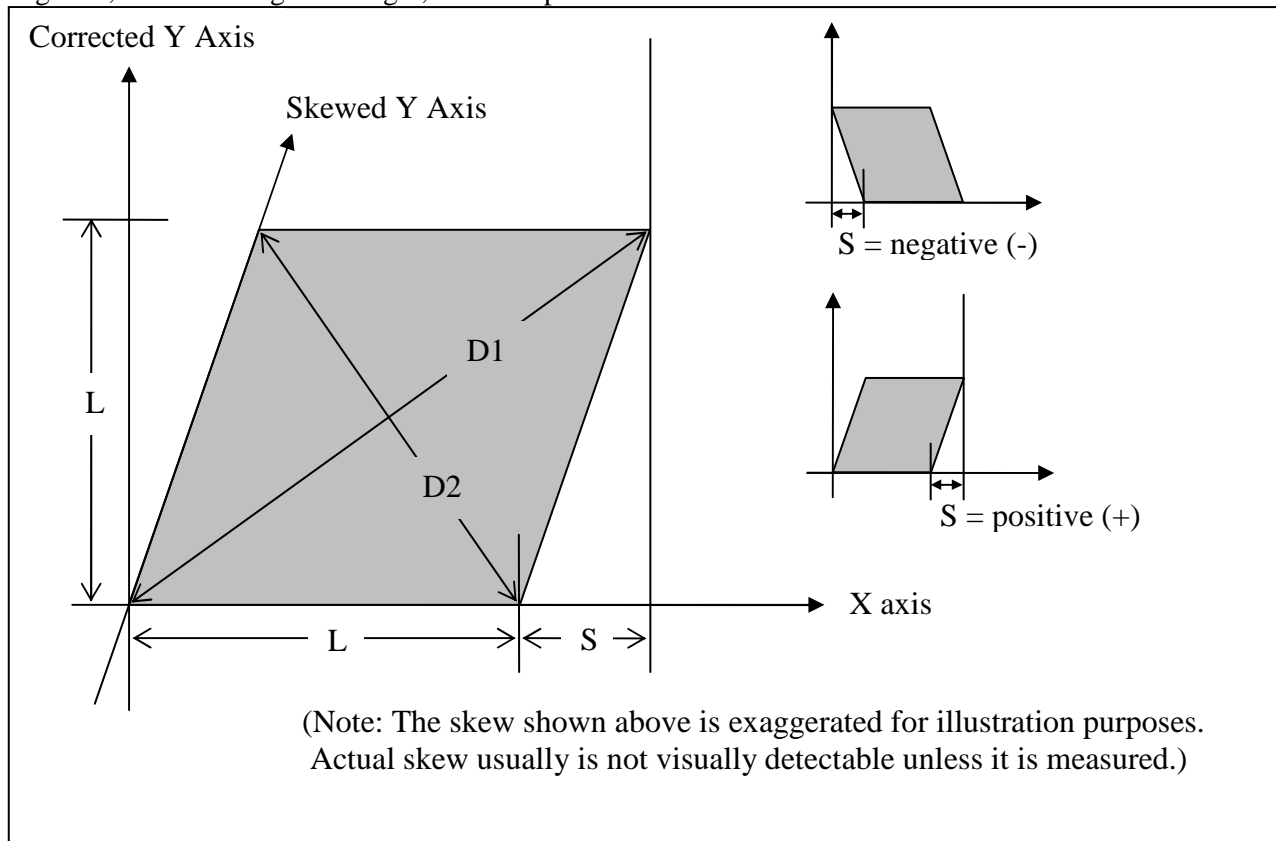 Corrected Y Axis
Skewed Y Axis
S = negative (-)
D1
L
D2
S = positive (+)
X axis
L
S
(Note: The skew shown above is exaggerated for illustration purposes.
Actual skew usually is not visually detectable unless it is measured.)